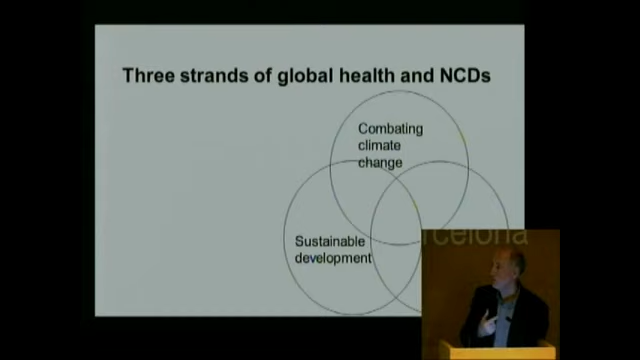 Three strands of global health and NCDs
Combating
climate
change
Sustainable
development
rcelona